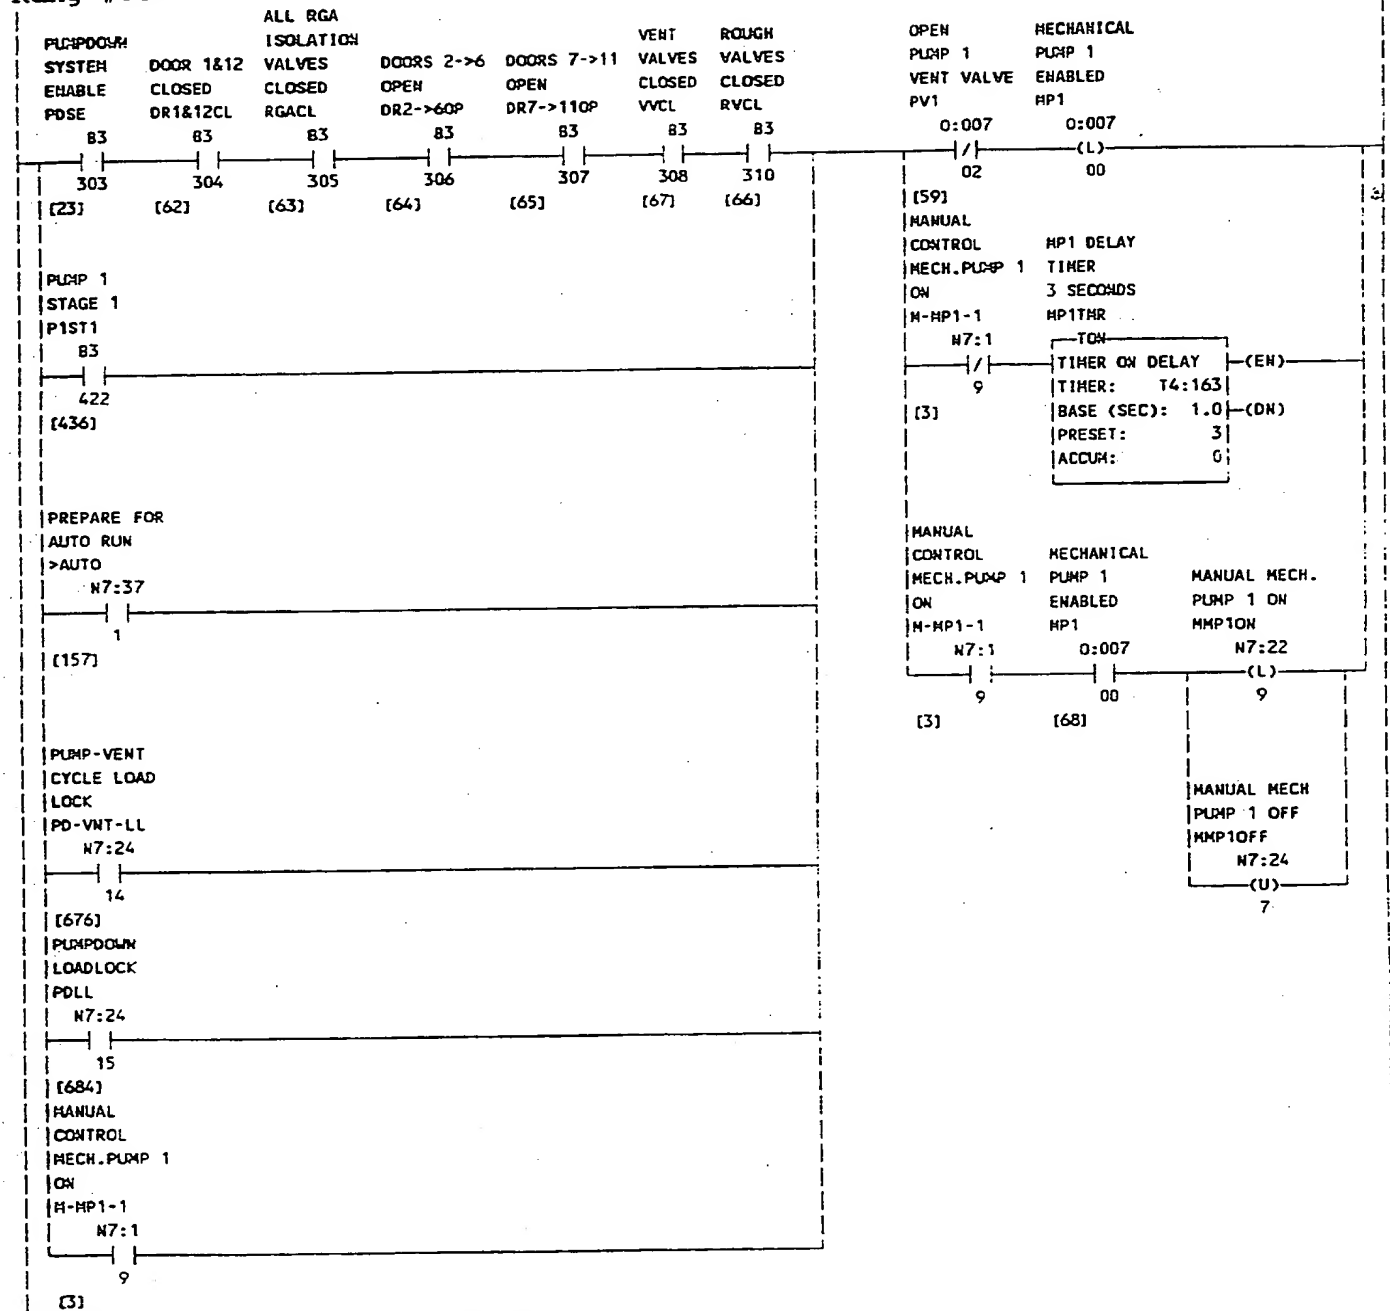 ALL RGA
PUMPDOWN ISOLATION VENT ROUGH OPEN MECHANICAL
SYSTEM DOOR 1&12 VALVES DOORS 2->6 DOORS 7->11 VALVES VALVES PUMP 1 PUMP 1
ENABLE CLOSED CLOSED OPEN OPEN CLOSED CLOSED VENT VALVE ENABLED
PDSE DR1&12CL RGACL DR2->6OP DR7->11OP VVCL RVCL PV1 MP1
B3 B3 B3 B3 B3 B3 B3 O:007 O:007
(L)
303 304 305 306 307 308 310 02 00
[23] [62] [63] [64] [65] [67] [66] [59]
MANUAL
CONTROL MP1 DELAY
MECH.PUMP 1 TIMER
ON 3 SECONDS
M-MP1-1 MP1TMR
N7:1 TON
TIMER ON DELAY (EN)
9 TIMER: T4:163
[3] BASE (SEC): 1.0 (DN)
PRESET: 3
ACCUM: 0
PUMP 1
STAGE 1
P1ST1
B3
422
[436]
PREPARE FOR
AUTO RUN
>AUTO
N7:37
1
[157]
MANUAL
CONTROL MECHANICAL
MECH.PUMP 1 PUMP 1 MANUAL MECH.
ON ENABLED PUMP 1 ON
M-MP1-1 MP1 MMP1ON
N7:1 O:007 N7:22
(L)
9 00 9
[3] [68]
MANUAL MECH
PUMP 1 OFF
MMP1OFF
N7:24
(U)
7
PUMP-VENT
CYCLE LOAD
LOCK
PD-VNT-LL
N7:24
14
[676]
PUMPDOWN
LOADLOCK
PDLL
N7:24
15
[684]
MANUAL
CONTROL
MECH.PUMP 1
ON
M-MP1-1
N7:1
9
[3]